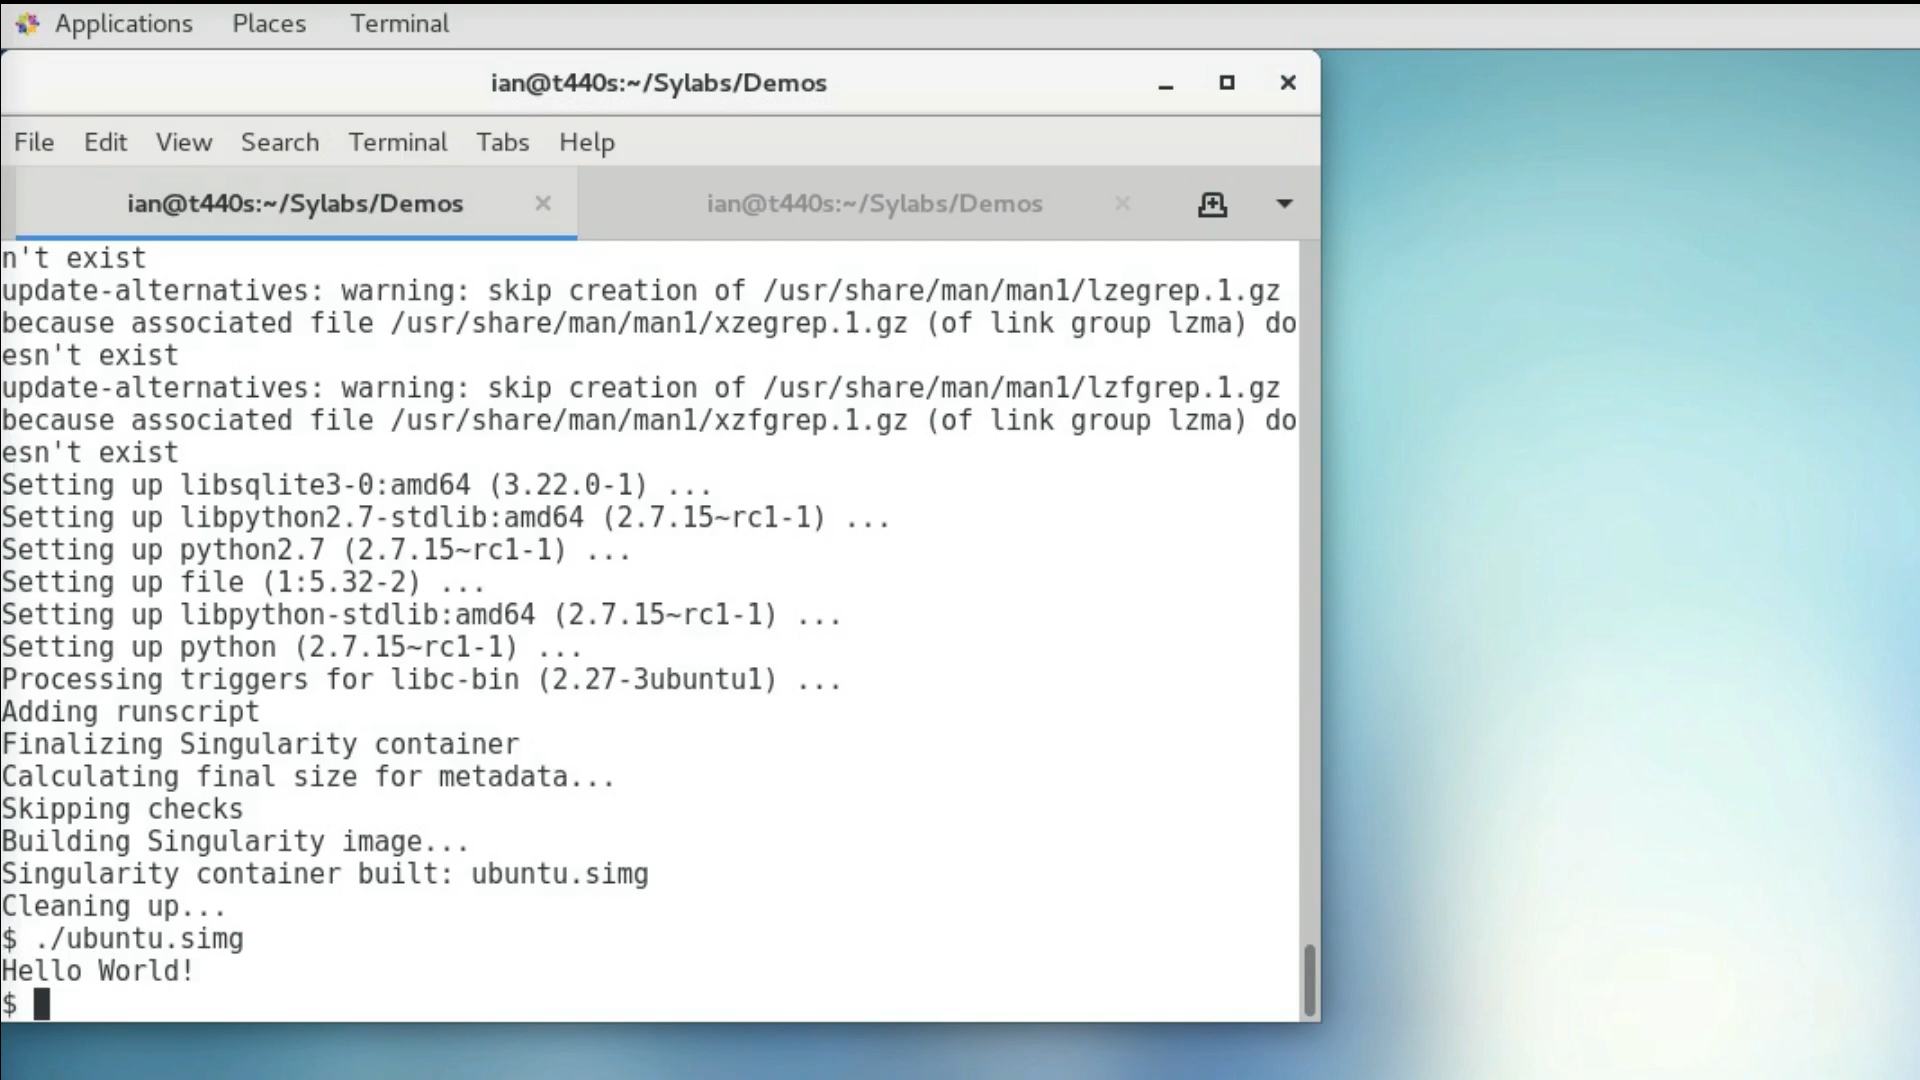 Applications Places Terminal
ian@t440s:~/Sylabs/Demos
File Edit View Search Terminal Tabs Help
ian@t440s:~/Sylabs/Demos ian@t440s:~/Sylabs/Demos
n't exist
update-alternatives: warning: skip creation of /usr/share/man/man1/lzegrep.1.gz
because associated file /usr/share/man/man1/xzegrep.1.gz (of link group lzma) do
esn't exist
update-alternatives: warning: skip creation of /usr/share/man/man1/lzfgrep.1.gz
because associated file /usr/share/man/man1/xzfgrep.1.gz (of link group lzma) do
esn't exist
Setting up libsqlite3-0:amd64 (3.22.0-1) ...
Setting up libpython2.7-stdlib:amd64 (2.7.15~rc1-1) ...
Setting up python2.7 (2.7.15~rc1-1) ...
Setting up file (1:5.32-2) ...
Setting up libpython-stdlib:amd64 (2.7.15~rc1-1) ...
Setting up python (2.7.15~rc1-1) ...
Processing triggers for libc-bin (2.27-3ubuntu1) ...
Adding runscript
Finalizing Singularity container
Calculating final size for metadata...
Skipping checks
Building Singularity image...
Singularity container built: ubuntu.simg
Cleaning up...
$ ./ubuntu.simg
Hello World!
$